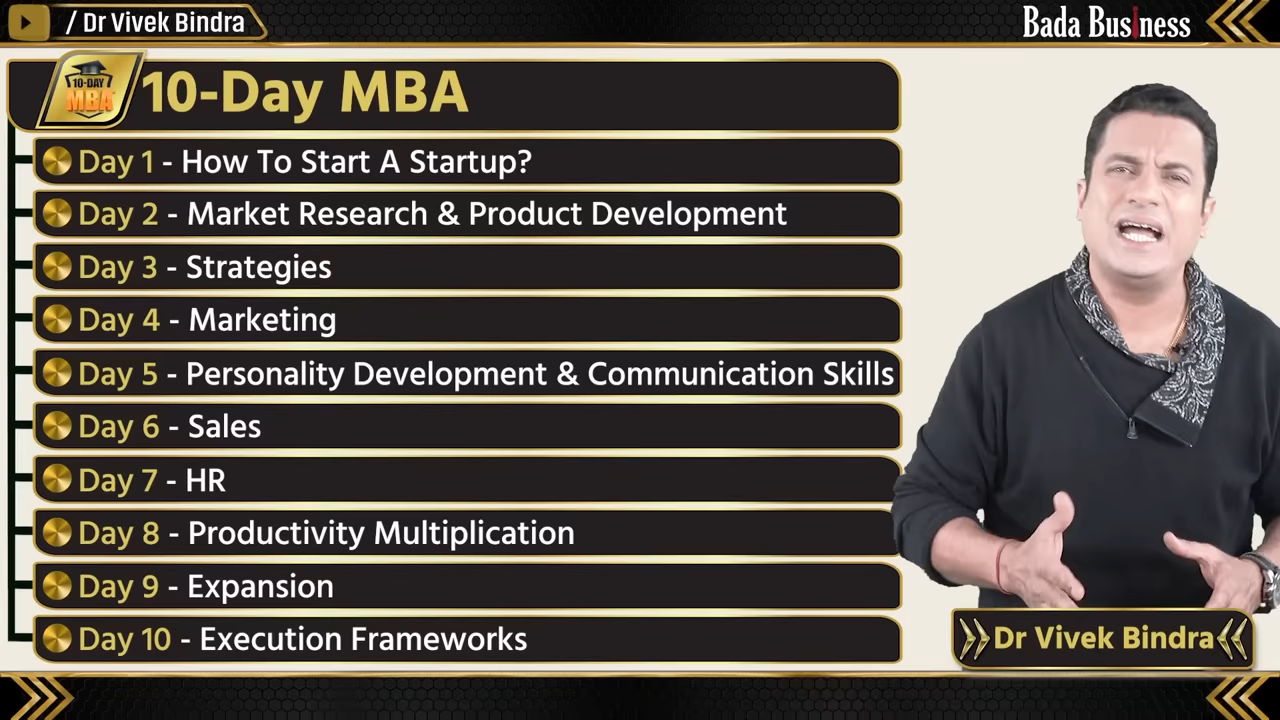 / Dr Vivek Bindra
Bada Business
10-DAY
MBA
10-Day MBA
Day 1 - How To Start A Startup?
Day 2 - Market Research & Product Development
Day 3 - Strategies
Day 4 - Marketing
Day 5 - Personality Development & Communication Skills
Day 6 - Sales
Day 7 - HR
Day 8 - Productivity Multiplication
Day 9 - Expansion
Day 10 - Execution Frameworks
Dr Vivek Bindra